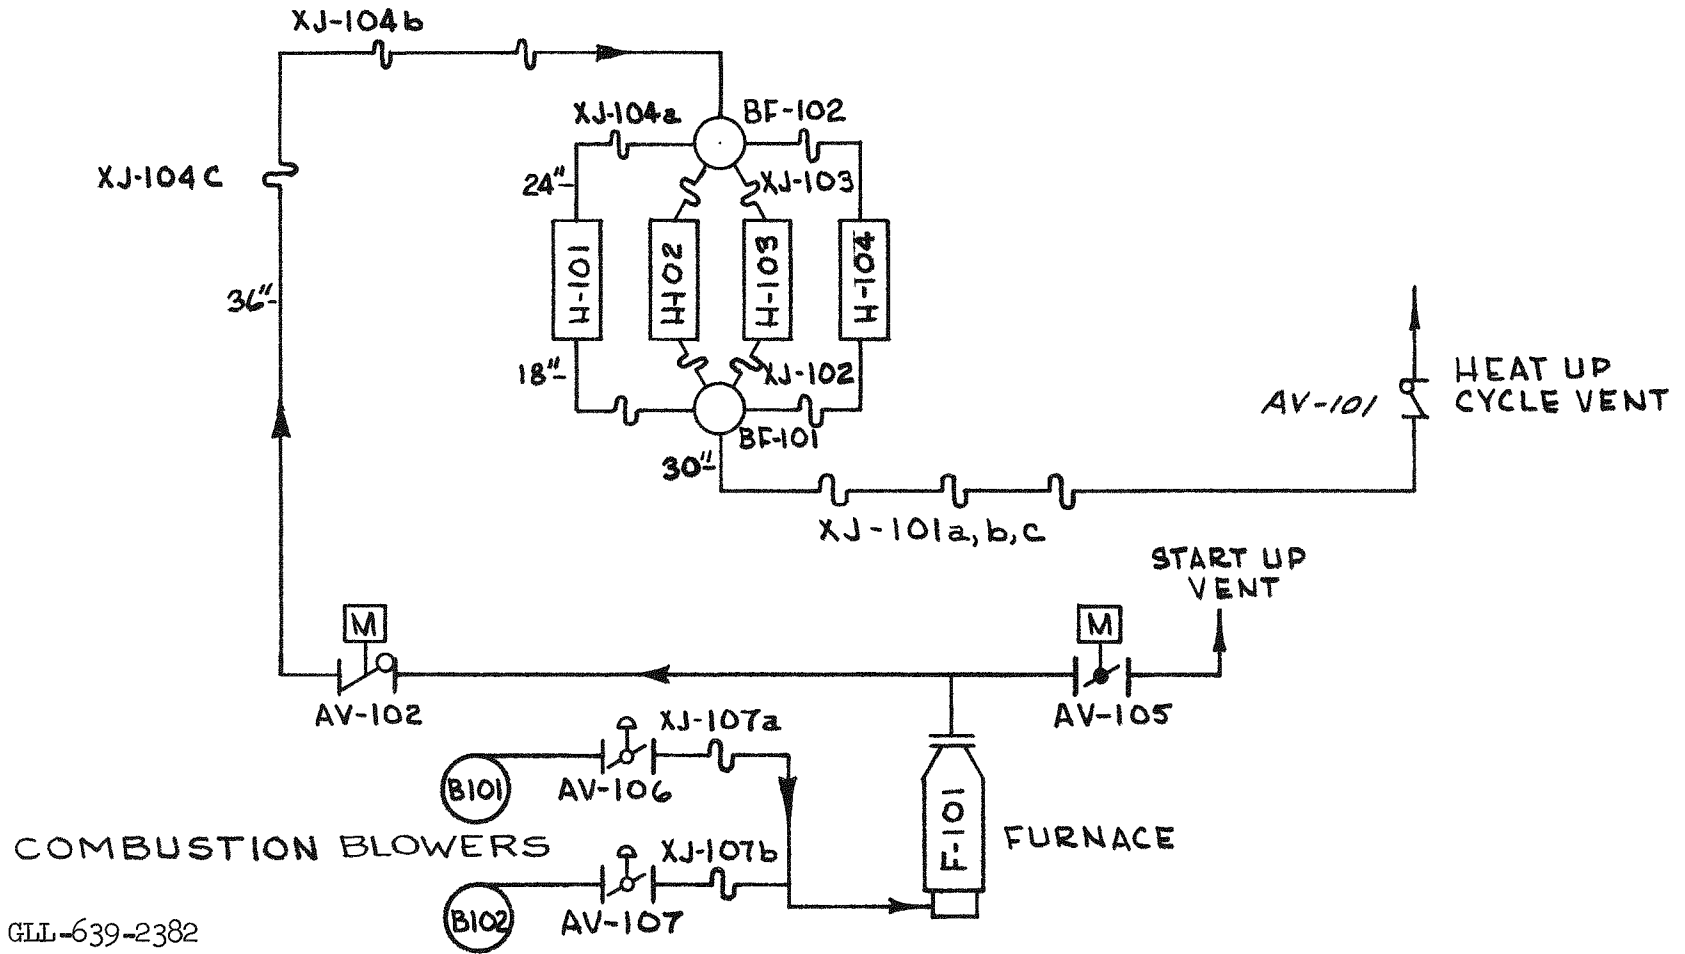 XJ-104b
XJ-104a
BF-102
XJ-104C
24"
XJ-103
H-101
H-102
H-103
H-104
36"
18"
XJ-102
BF-101
30"
AV-101
HEAT UP
CYCLE VENT
XJ-101a,b,c
START UP
VENT
M
M
AV-102
AV-105
XJ-107a
B101
AV-106
F-101
FURNACE
COMBUSTION BLOWERS
XJ-107b
B102
AV-107
GLL-639-2382